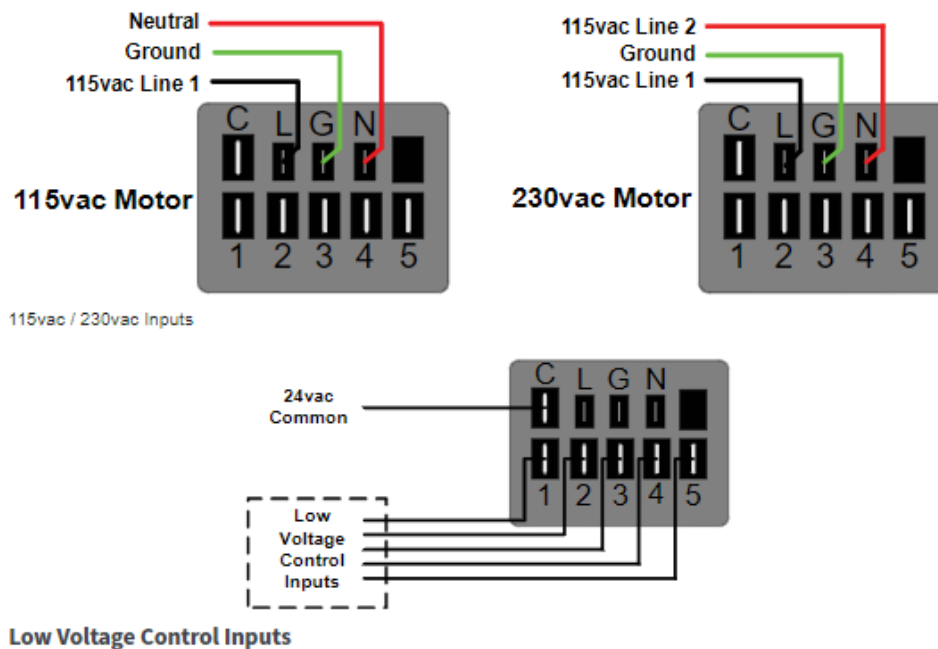 Neutral
Ground
115vac Line 1
C L G N
115vac Motor
1 2 3 4 5
115vac Line 2
Ground
115vac Line 1
C L G N
230vac Motor
1 2 3 4 5
115vac / 230vac Inputs
24vac
Common
C L G N
1 2 3 4 5
Low
Voltage
Control
Inputs
Low Voltage Control Inputs